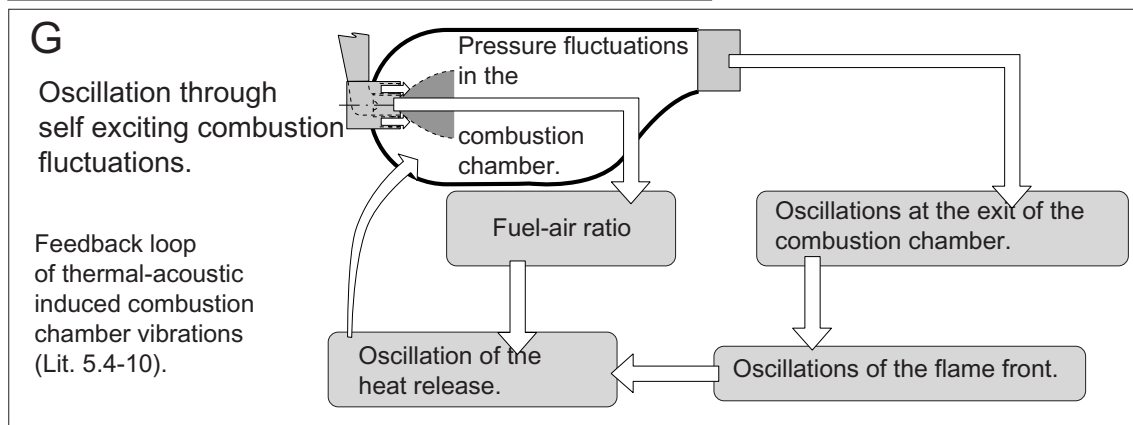 G
Oscillation through
self exciting combustion
fluctuations.
Feedback loop
of thermal-acoustic
induced combustion
chamber vibrations
(Lit. 5.4-10).
Pressure fluctuations
in the
combustion
chamber.
Fuel-air ratio
Oscillations at the exit of the
combustion chamber.
Oscillation of the
heat release.
Oscillations of the flame front.